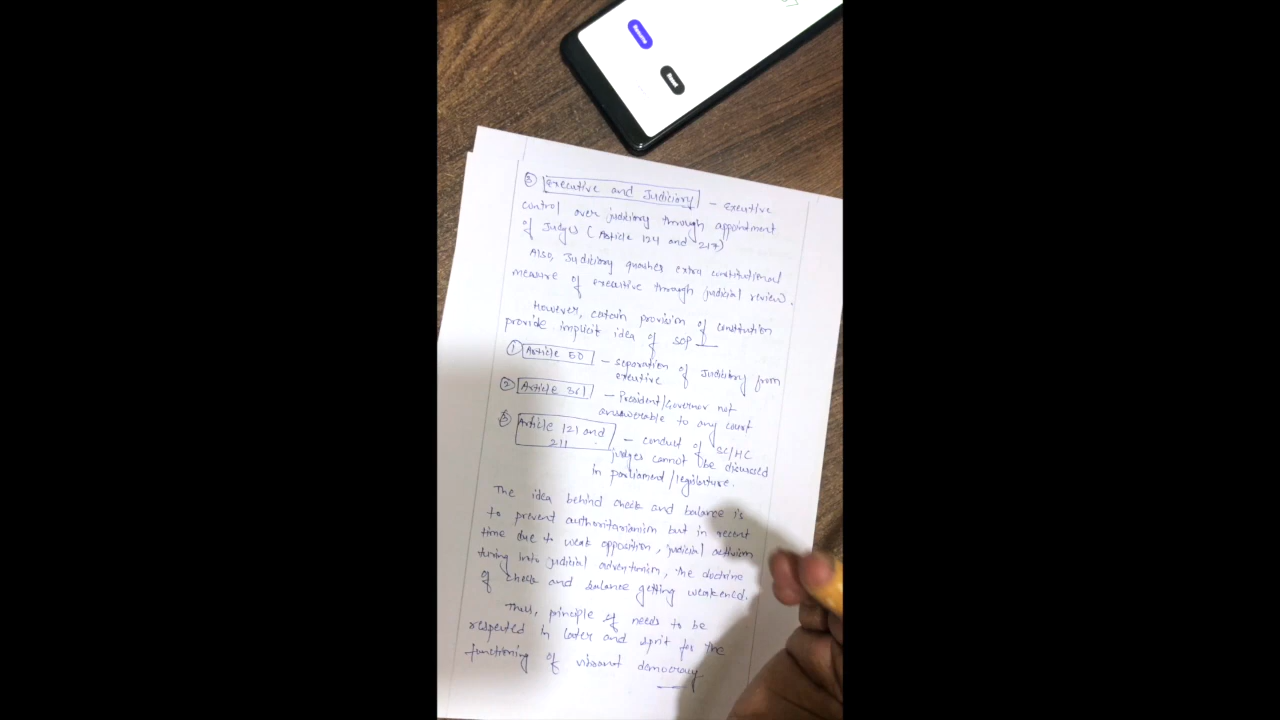 ③ Executive and Judiciary – Executive
control over judiciary through appointment
of Judges (Article 124 and 217)
Also, Judiciary quashes extra constitutional
measure of executive through judicial review.
However, certain provision of constitution
provide implicit idea of SOP
① Article 50 – separation of Judiciary from
executive
② Article 361 – President/Governor not
answerable to any court
③ Article 121 and
211 – conduct of SC/HC
judges cannot be discussed
in parliament/legislature.
The idea behind check and balance is
to prevent authoritarianism but in recent
time due to weak opposition, judicial activism
turning into judicial adventurism, the doctrine
of check and balance getting weakened.
Thus, principle of needs to be
respected in later and sprit for the
functioning of vibrant democracy